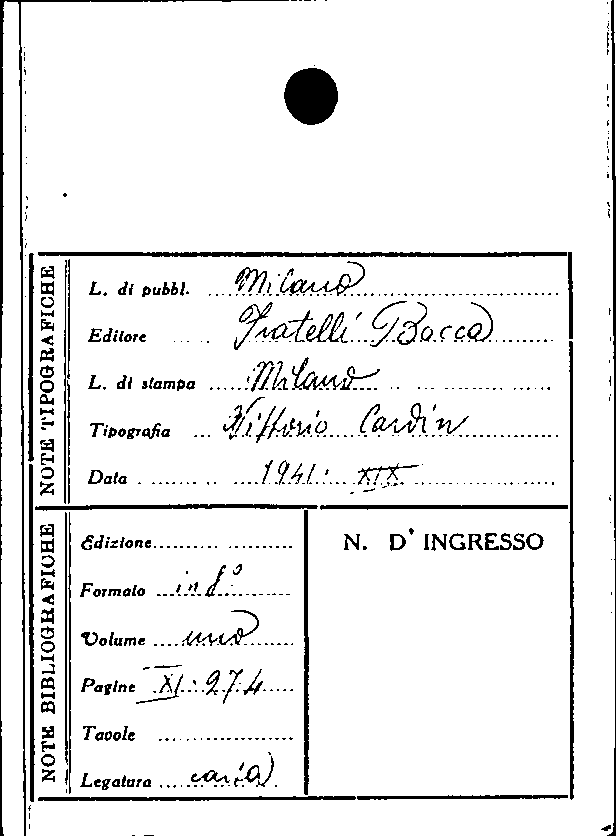 NOTE TIPOGRAFICHE
L. di pubbl. Milano
Editore Fratelli Bocca
L. di stampa Milano
Tipografia Vittorio Cardin
Data 1941. XIX
NOTE BIBLIOGRAFICHE
Edizione
Formato in 8°
Volume uno
Pagine XI. 274
Tavole
Legatura carta
N. D' INGRESSO